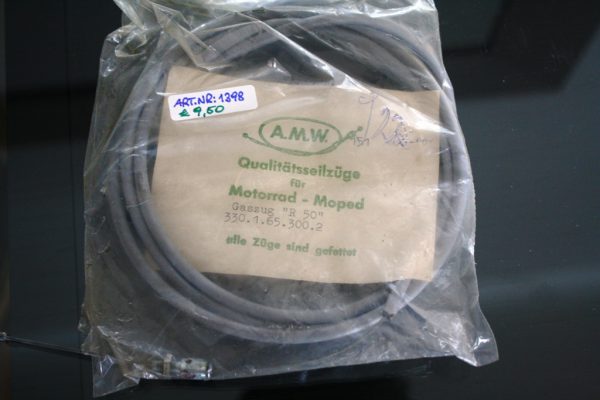 ART.NR: 1398
€ 9,50
A.M.W.
Qualitätsseilzüge
für
Motorrad - Moped
Gaszug "R 50"
330.1.65.300.2
alle Züge sind gefettet